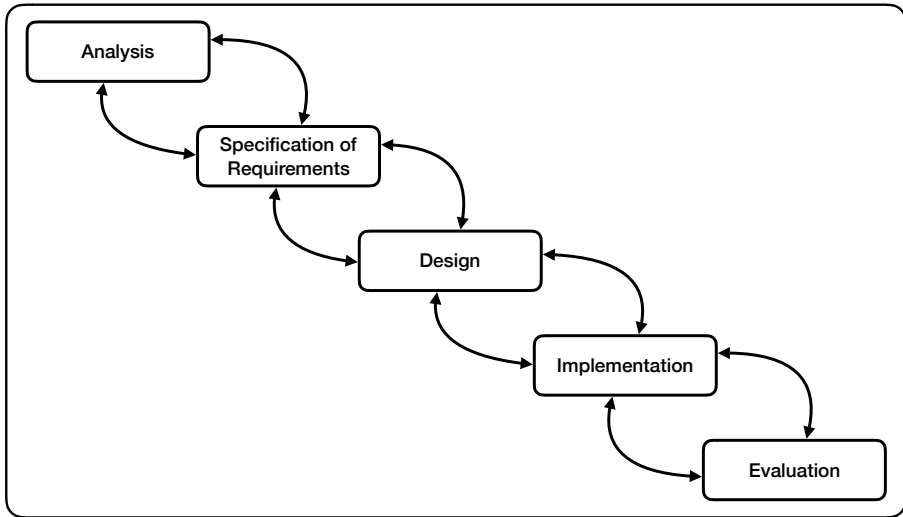 Analysis
Specification of
Requirements
Design
Implementation
Evaluation